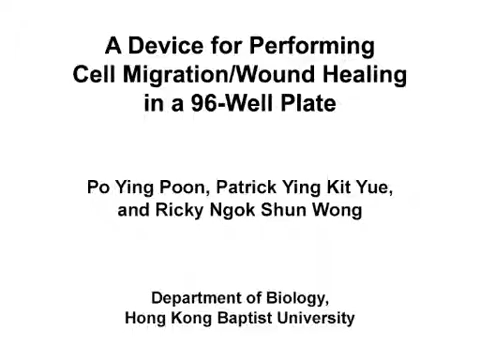 A Device for Performing
Cell Migration/Wound Healing
in a 96-Well Plate
Po Ying Poon, Patrick Ying Kit Yue,
and Ricky Ngok Shun Wong
Department of Biology,
Hong Kong Baptist University